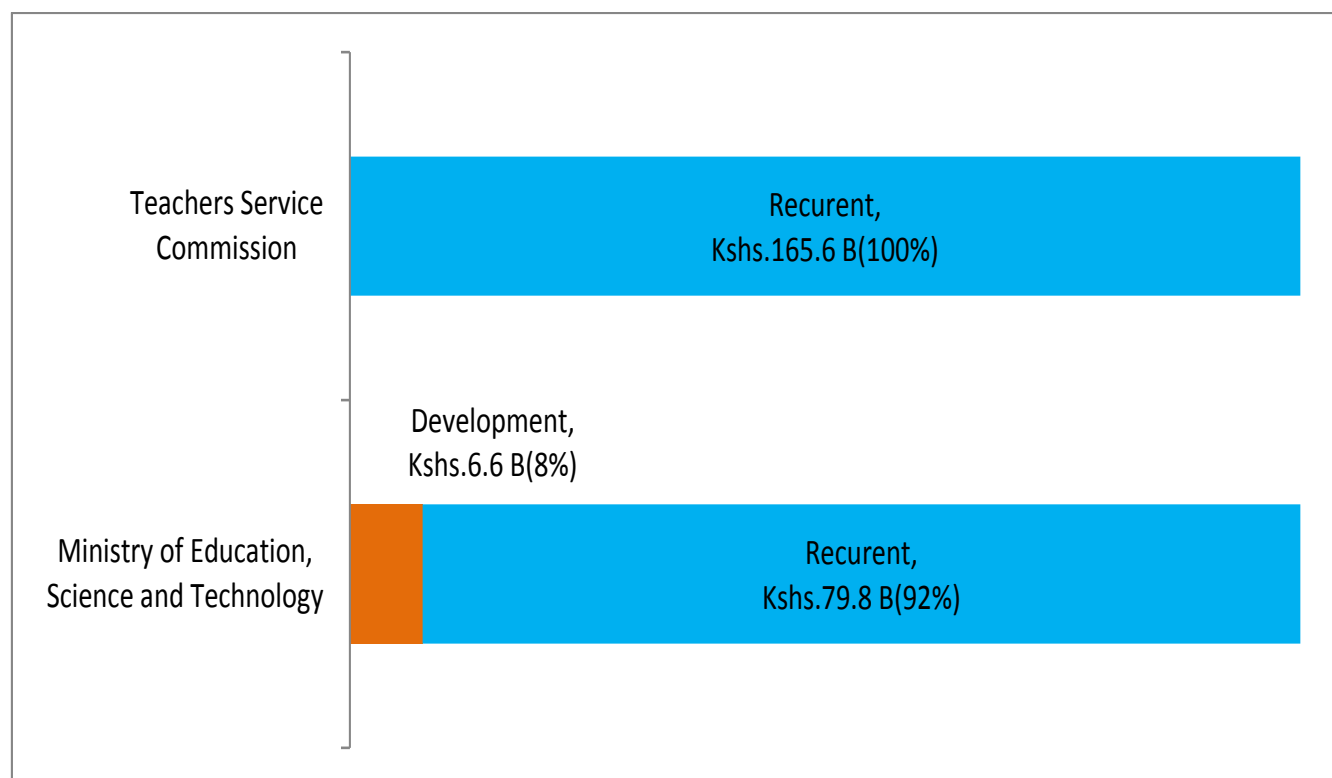 Teachers Service
Commission
Recurent,
Kshs.165.6 B(100%)
Development,
Kshs.6.6 B(8%)
Ministry of Education,
Science and Technology
Recurent,
Kshs.79.8 B(92%)